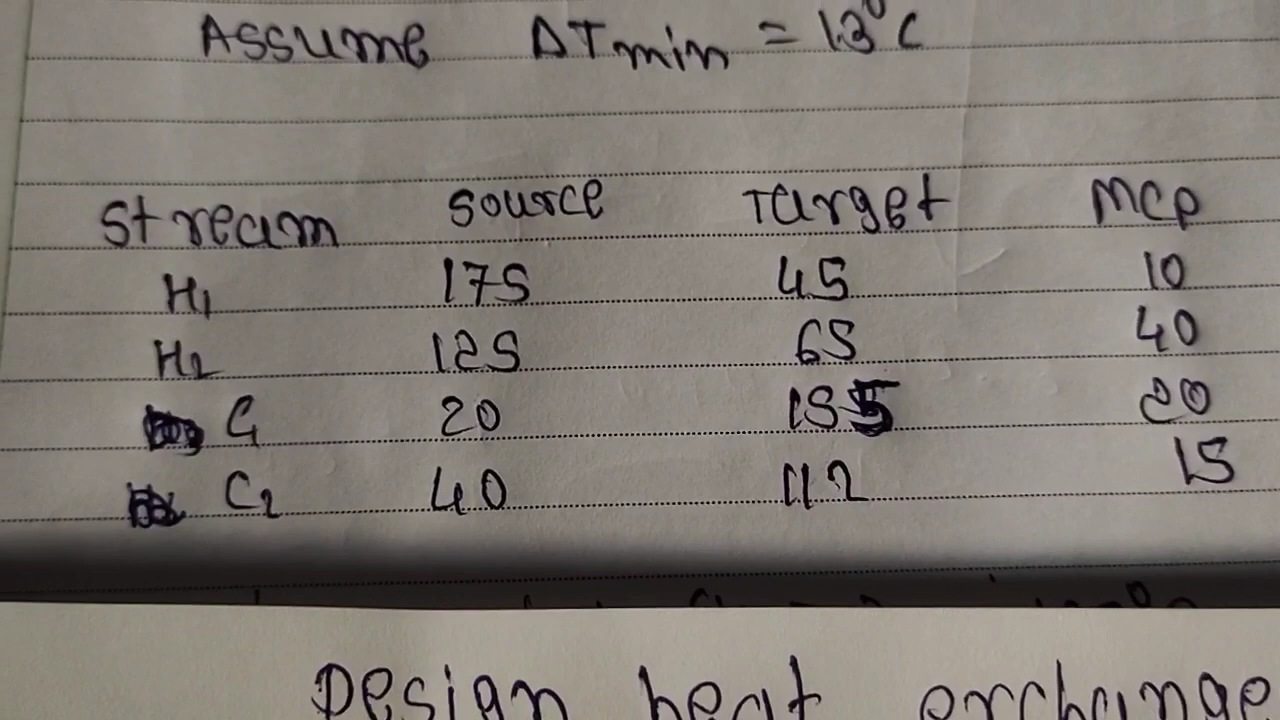 Assume ΔTmin = 13°C
Stream Source Target MCP
H1 175 45 10
H2 125 65 40
C1 20 155 20
C2 40 112 15
Design heat exchange